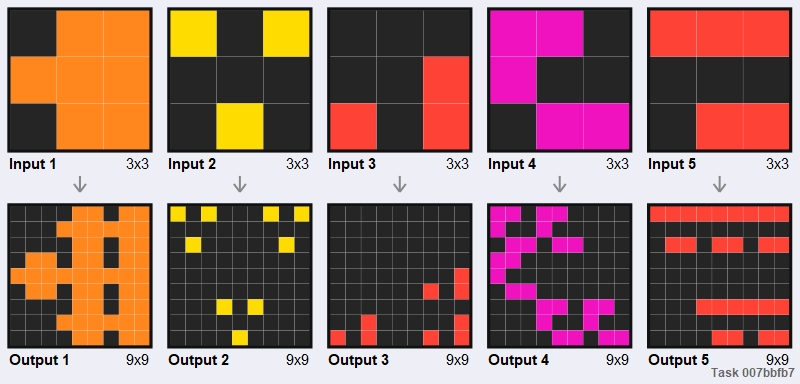 Input 1 3x3 Input 2 3x3 Input 3 3x3 Input 4 3x3 Input 5 3x3
Output 1 9x9 Output 2 9x9 Output 3 9x9 Output 4 9x9 Output 5 9x9
Task 007bbfb7